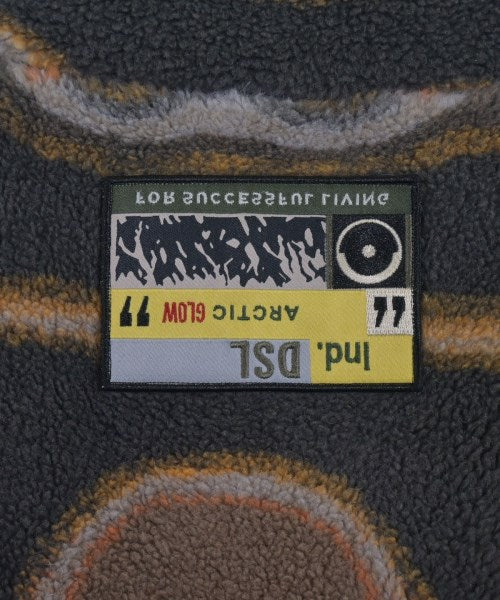 FOR SUCCESSFUL LIVING
" ARCTIC GLOW "
Ind. DSL